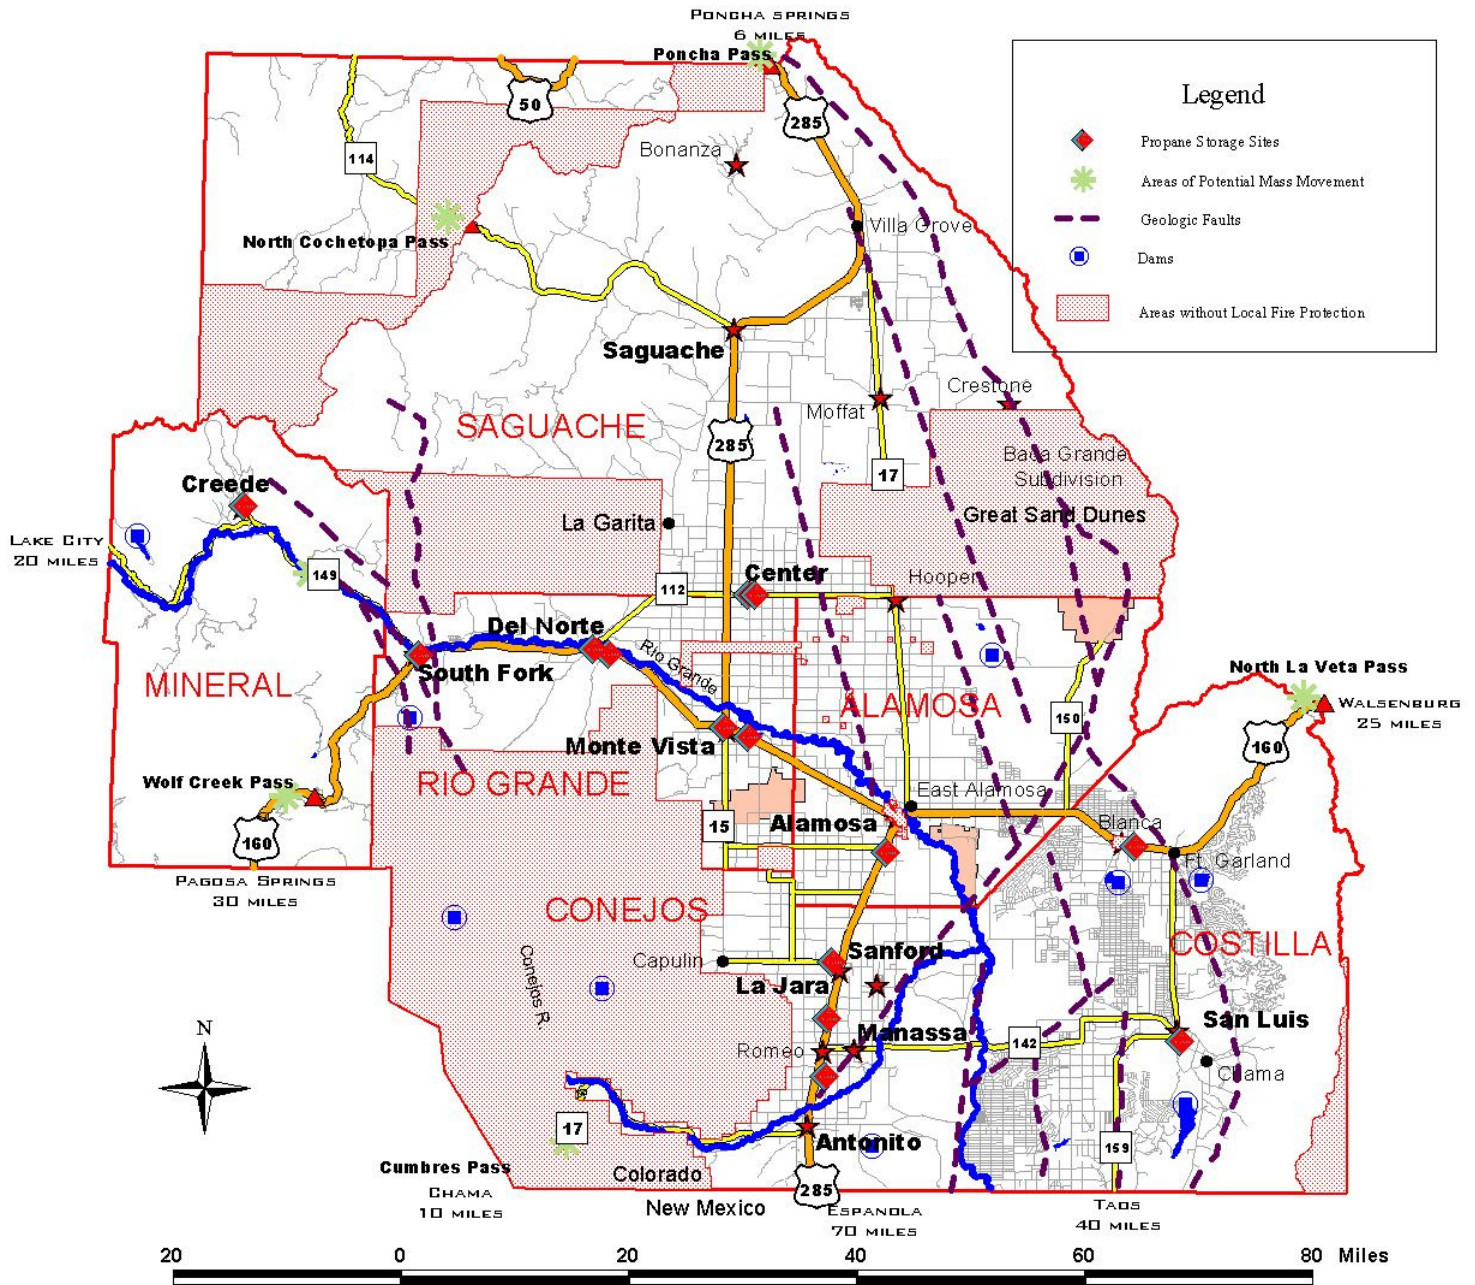 PONCHA SPRINGS
6 MILES
Poncha Pass
50
285
114
Bonanza
Villa Grove
North Cochetopa Pass
Saguache
Crestone
Moffat
SAGUACHE
285
17
Baca Grande
Subdivision
Great Sand Dunes
Creede
La Garita
LAKE CITY
20 MILES
149
Center
Hooper
112
Del Norte
Rio Grande
South Fork
MINERAL
ALAMOSA
150
North La Veta Pass
WALSENBURG
25 MILES
160
Monte Vista
RIO GRANDE
Wolf Creek Pass
East Alamosa
15
Alamosa
Blanca
160
Ft. Garland
PAGOSA SPRINGS
30 MILES
CONEJOS
COSTILLA
Capulin
Sanford
La Jara
Conejos R.
San Luis
Manassa
Romeo
142
Chama
N
17
Antonito
159
Cumbres Pass
Colorado
CHAMA
10 MILES
New Mexico
285
ESPANOLA
70 MILES
TAOS
40 MILES
20 0 20 40 60 80 Miles
Legend
Propane Storage Sites
Areas of Potential Mass Movement
Geologic Faults
Dams
Areas without Local Fire Protection